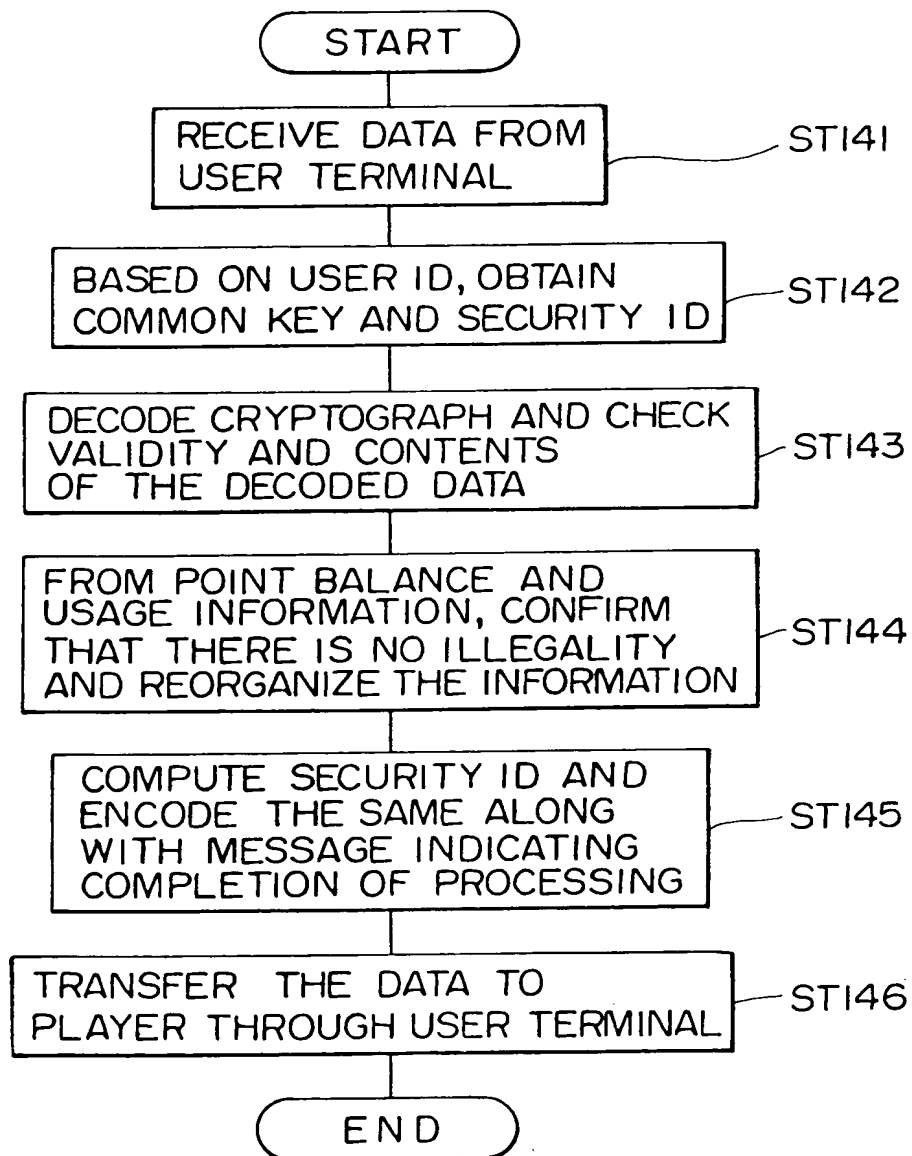 START
RECEIVE DATA FROM
USER TERMINAL
ST141
BASED ON USER ID, OBTAIN
COMMON KEY AND SECURITY ID
ST142
DECODE CRYPTOGRAPH AND CHECK
VALIDITY AND CONTENTS
OF THE DECODED DATA
ST143
FROM POINT BALANCE AND
USAGE INFORMATION, CONFIRM
THAT THERE IS NO ILLEGALITY
AND REORGANIZE THE INFORMATION
ST144
COMPUTE SECURITY ID AND
ENCODE THE SAME ALONG
WITH MESSAGE INDICATING
COMPLETION OF PROCESSING
ST145
TRANSFER THE DATA TO
PLAYER THROUGH USER TERMINAL
ST146
END